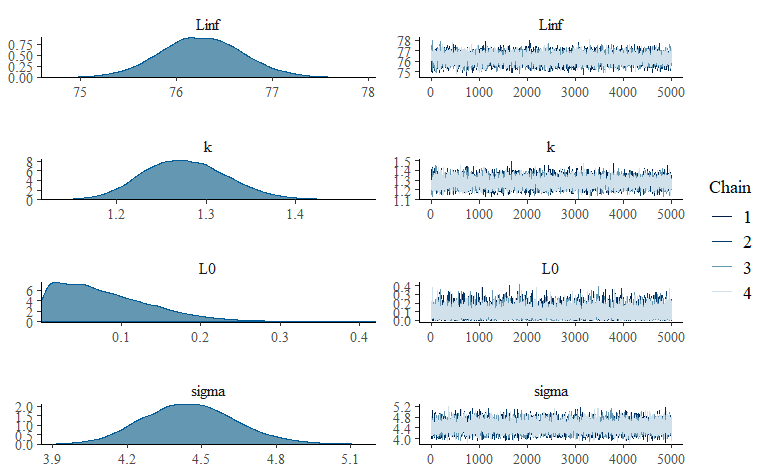 Linf
0.75
0.50
0.25
0.00
75 76 77 78
Linf
78
77
76
75
0 1000 2000 3000 4000 5000
k
8
6
4
2
0
1.2 1.3 1.4
k
1.5
1.4
1.3
1.2
1.1
0 1000 2000 3000 4000 5000
L0
6
4
2
0
0.1 0.2 0.3 0.4
L0
0.4
0.3
0.2
0.1
0.0
0 1000 2000 3000 4000 5000
sigma
2.0
1.5
1.0
0.5
0.0
3.9 4.2 4.5 4.8 5.1
sigma
5.2
4.8
4.4
4.0
0 1000 2000 3000 4000 5000
Chain
1
2
3
4